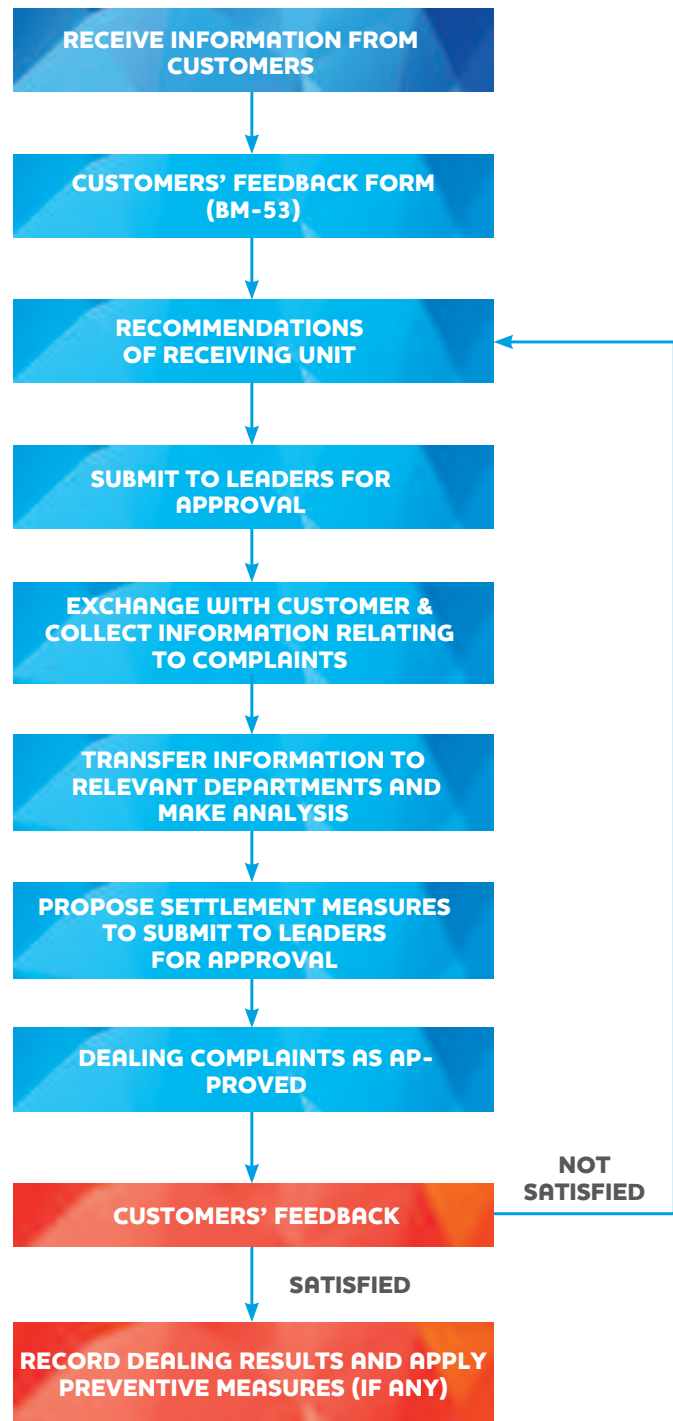 RECEIVE INFORMATION FROM
CUSTOMERS
CUSTOMERS’ FEEDBACK FORM
(BM-53)
RECOMMENDATIONS
OF RECEIVING UNIT
SUBMIT TO LEADERS FOR
APPROVAL
EXCHANGE WITH CUSTOMER &
COLLECT INFORMATION RELATING
TO COMPLAINTS
TRANSFER INFORMATION TO
RELEVANT DEPARTMENTS AND
MAKE ANALYSIS
PROPOSE SETTLEMENT MEASURES
TO SUBMIT TO LEADERS
FOR APPROVAL
DEALING COMPLAINTS AS AP-
PROVED
CUSTOMERS’ FEEDBACK
NOT
SATISFIED
SATISFIED
RECORD DEALING RESULTS AND APPLY
PREVENTIVE MEASURES (IF ANY)